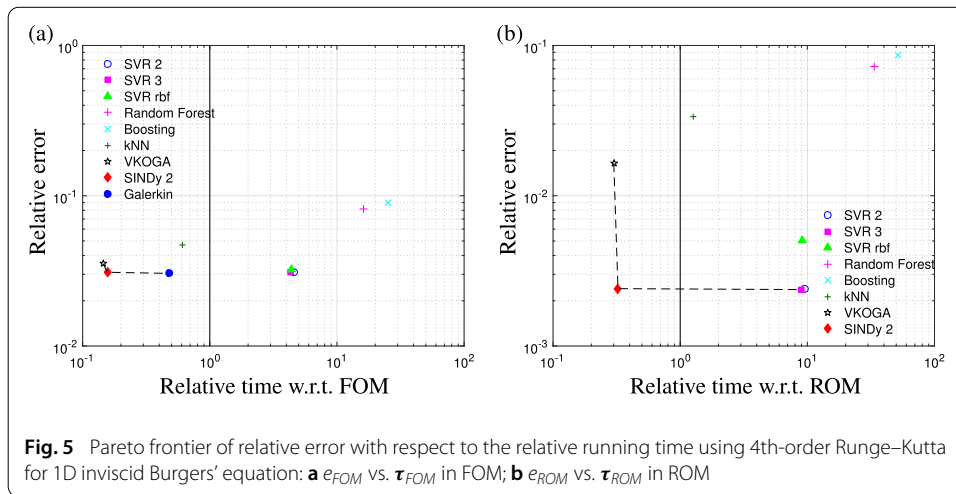 (a)
10^0
SVR 2
SVR 3
SVR rbf
Random Forest
Boosting
kNN
VKOGA
SINDy 2
Galerkin
Relative error
10^-1
10^-2
10^-1
10^0
10^1
10^2
Relative time w.r.t. FOM
(b)
10^-1
Relative error
10^-2
SVR 2
SVR 3
SVR rbf
Random Forest
Boosting
kNN
VKOGA
SINDy 2
10^-3
10^-1
10^0
10^1
10^2
Relative time w.r.t. ROM
Fig. 5 Pareto frontier of relative error with respect to the relative running time using 4th-order Runge–Kutta
for 1D inviscid Burgers’ equation: a e_FOM vs. τ_FOM in FOM; b e_ROM vs. τ_ROM in ROM